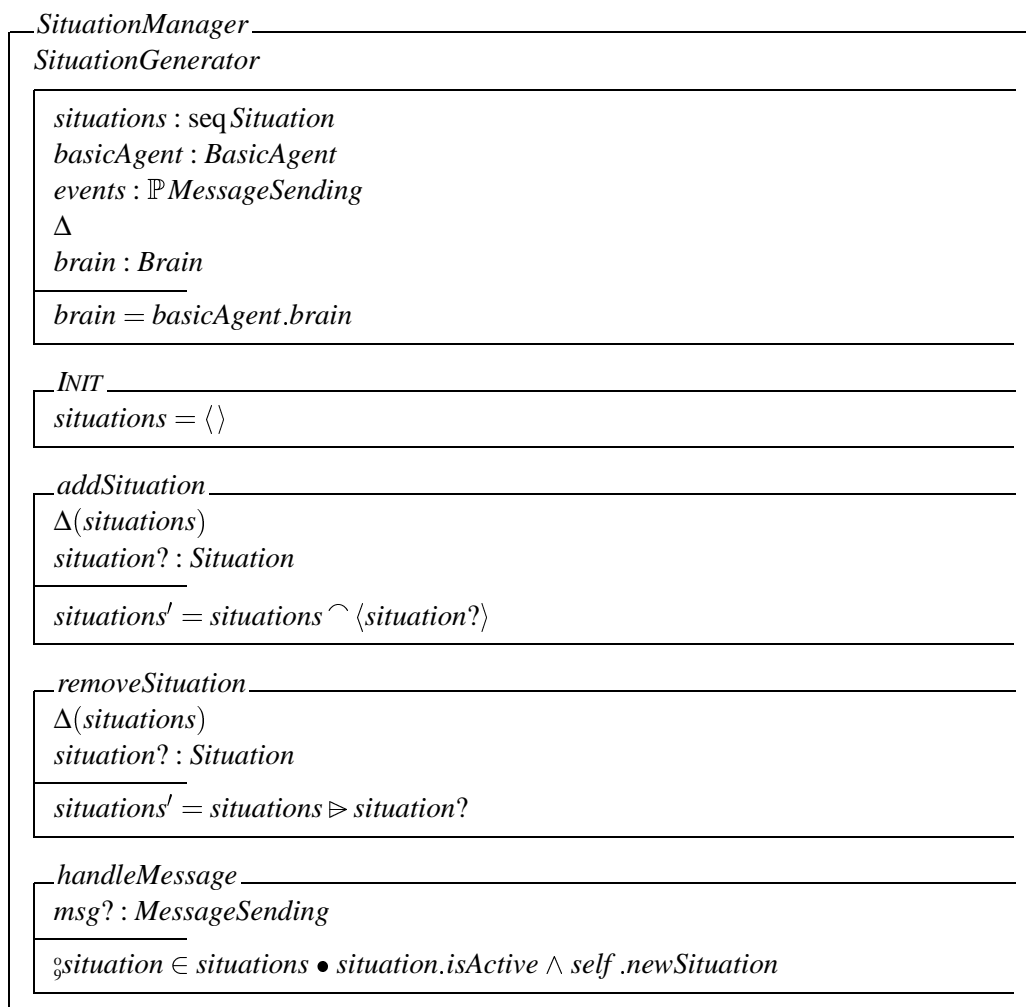 SituationManager
SituationGenerator
situations : seq Situation
basicAgent : BasicAgent
events : ℙ MessageSending
Δ
brain : Brain
brain = basicAgent.brain
INIT
situations = ⟨ ⟩
addSituation
Δ(situations)
situation? : Situation
situations′ = situations ⌢ ⟨situation?⟩
removeSituation
Δ(situations)
situation? : Situation
situations′ = situations ⩥ situation?
handleMessage
msg? : MessageSending
⨟situation ∈ situations • situation.isActive ∧ self .newSituation